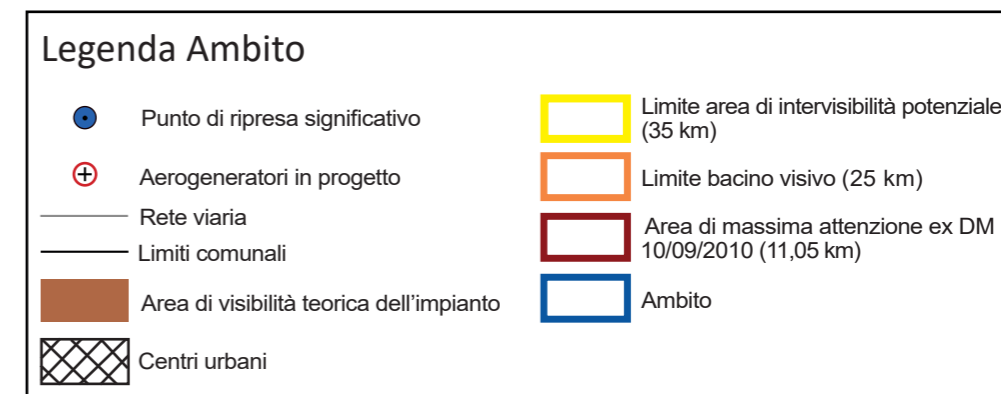 Legenda Ambito
Punto di ripresa significativo
Aerogeneratori in progetto
Rete viaria
Limiti comunali
Area di visibilità teorica dell'impianto
Centri urbani
Limite area di intervisibilità potenziale
(35 km)
Limite bacino visivo (25 km)
Area di massima attenzione ex DM
10/09/2010 (11,05 km)
Ambito